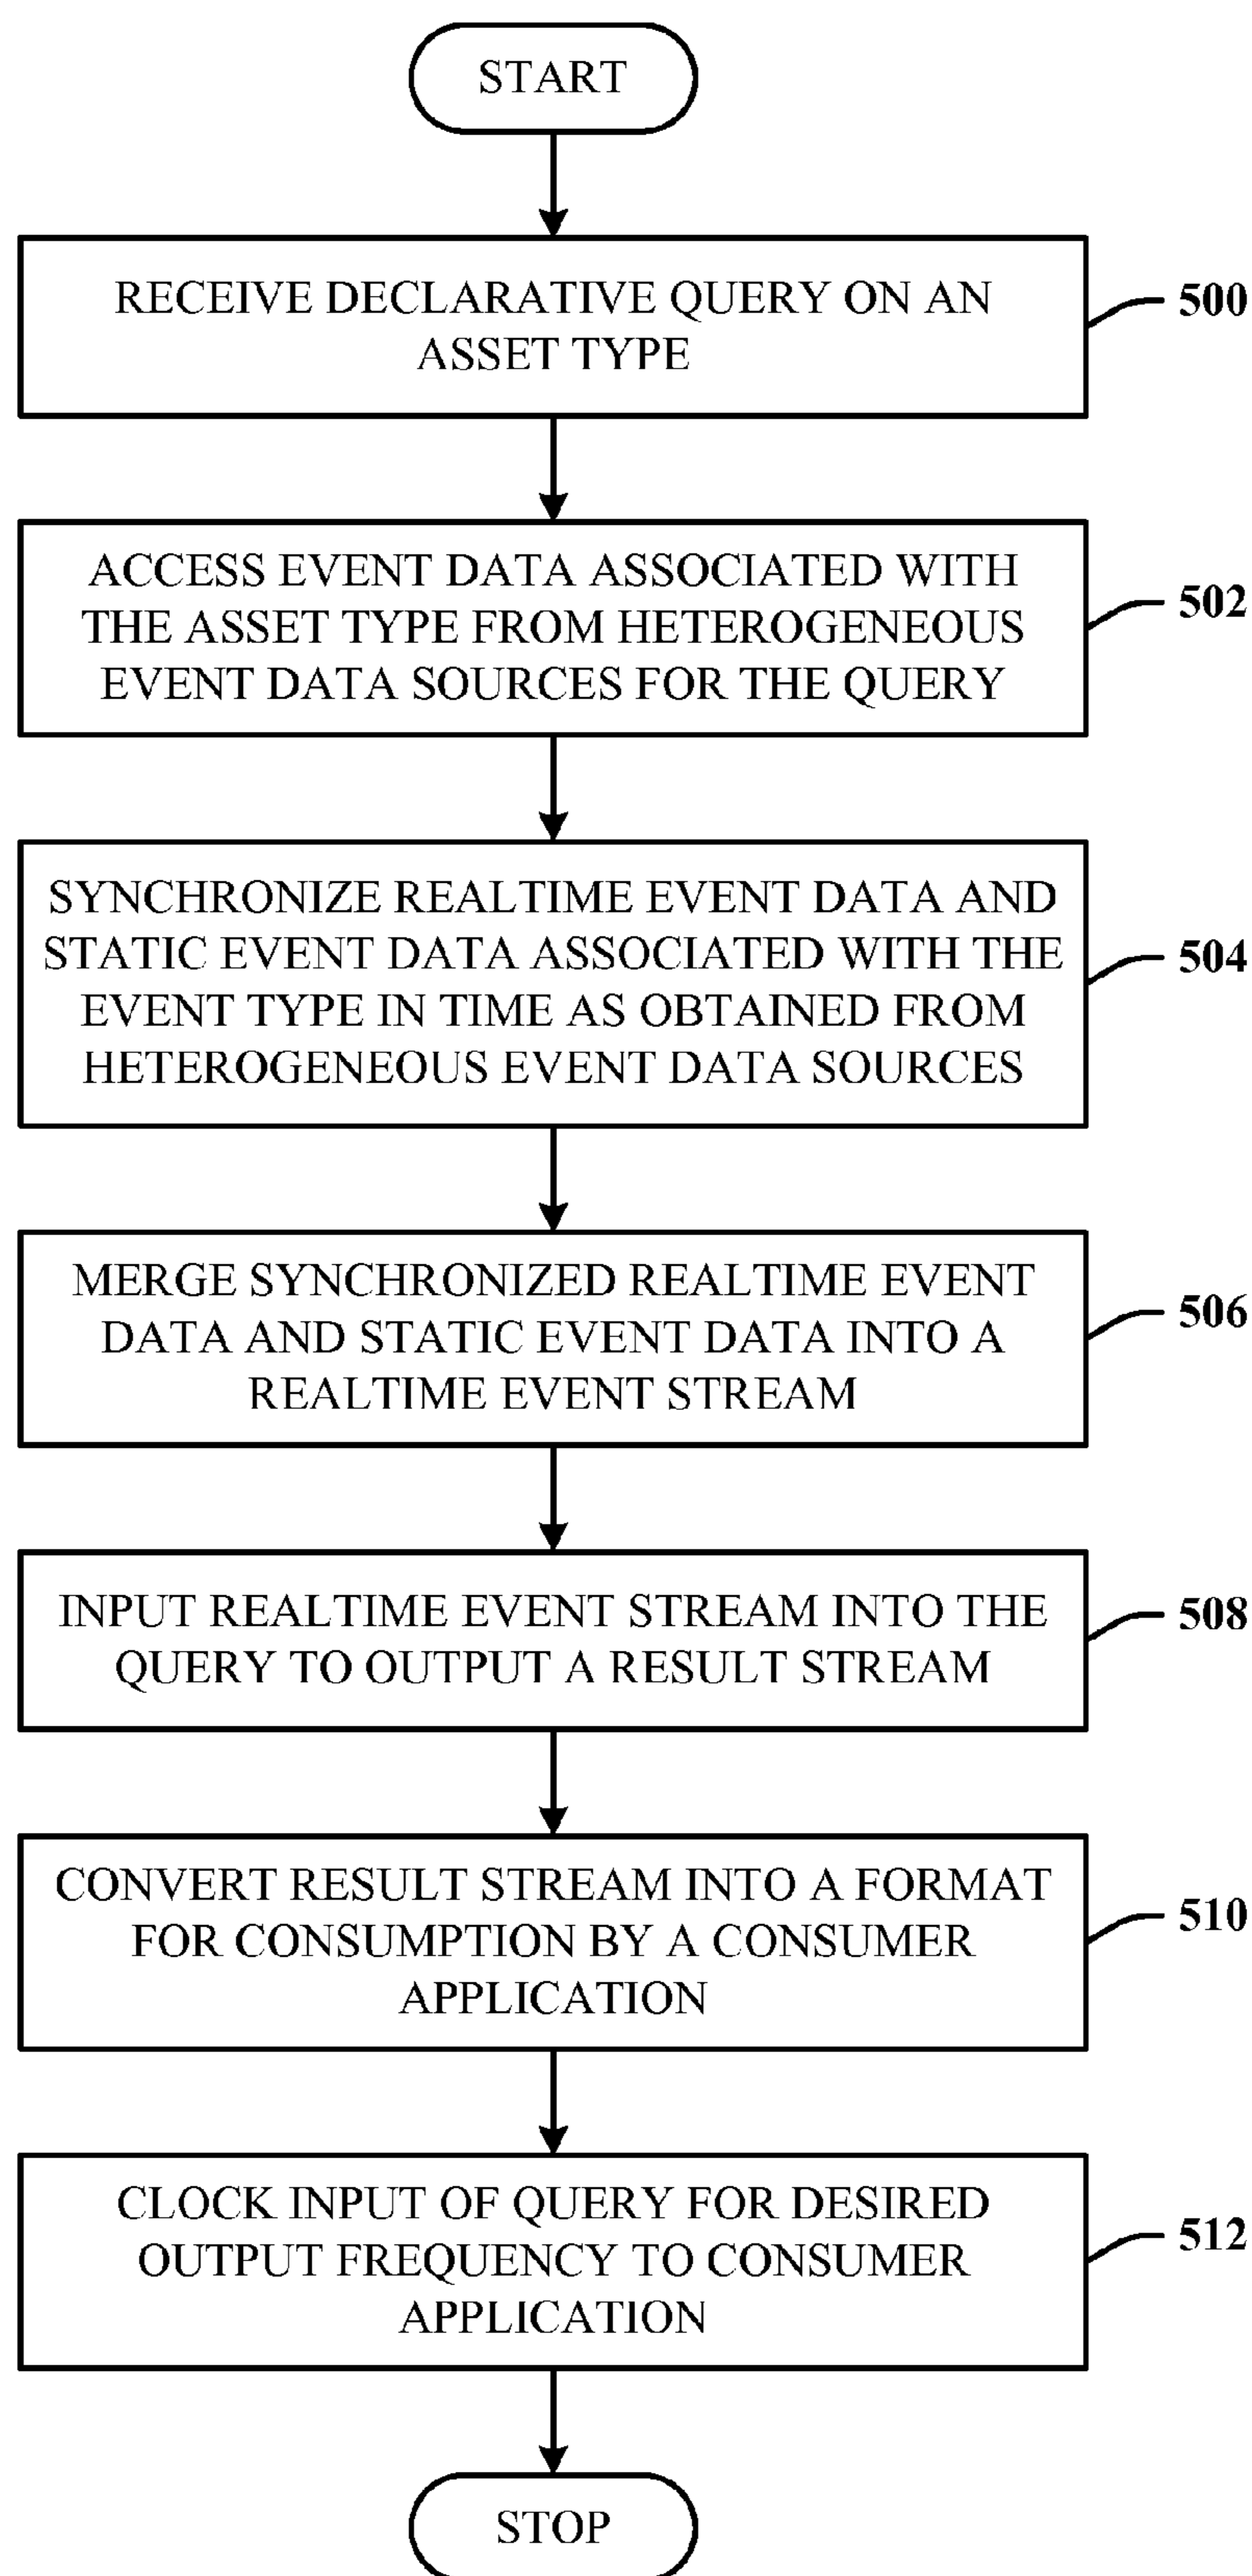 START
RECEIVE DECLARATIVE QUERY ON AN
ASSET TYPE
500
ACCESS EVENT DATA ASSOCIATED WITH
THE ASSET TYPE FROM HETEROGENEOUS
EVENT DATA SOURCES FOR THE QUERY
502
SYNCHRONIZE REALTIME EVENT DATA AND
STATIC EVENT DATA ASSOCIATED WITH THE
EVENT TYPE IN TIME AS OBTAINED FROM
HETEROGENEOUS EVENT DATA SOURCES
504
MERGE SYNCHRONIZED REALTIME EVENT
DATA AND STATIC EVENT DATA INTO A
REALTIME EVENT STREAM
506
INPUT REALTIME EVENT STREAM INTO THE
QUERY TO OUTPUT A RESULT STREAM
508
CONVERT RESULT STREAM INTO A FORMAT
FOR CONSUMPTION BY A CONSUMER
APPLICATION
510
CLOCK INPUT OF QUERY FOR DESIRED
OUTPUT FREQUENCY TO CONSUMER
APPLICATION
512
STOP